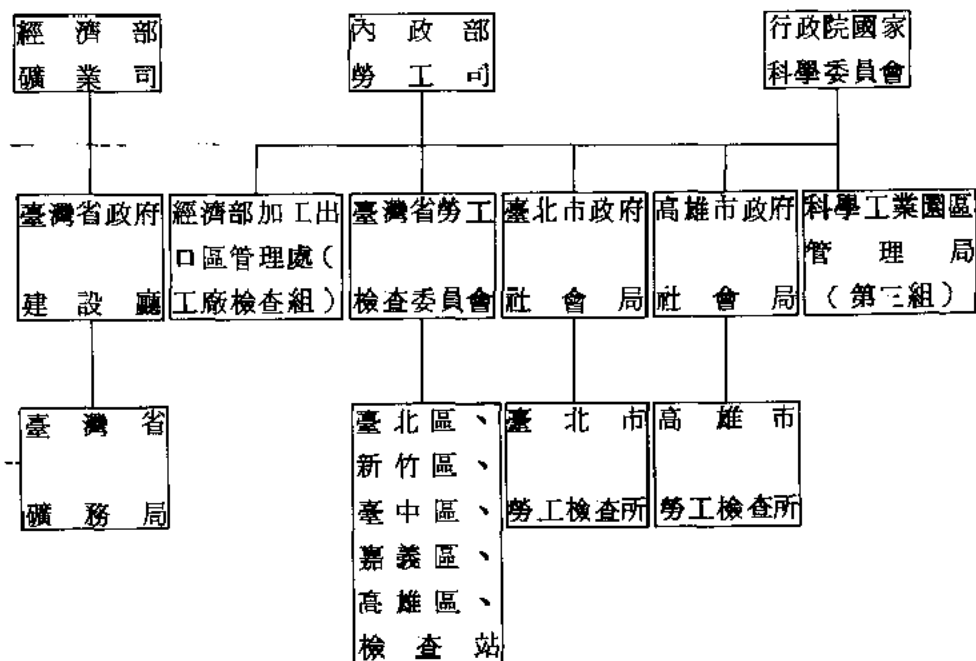 經濟部
礦業司
內政部
勞工司
行政院國家
科學委員會
臺灣省政府
建設廳
經濟部加工出
口區管理處(
工廠檢查組)
臺灣省勞工
檢查委員會
臺北市政府
社會局
高雄市政府
社會局
科學工業園區
管理局
(第三組)
臺灣省
礦務局
臺北區、
新竹區、
臺中區、
嘉義區、
高雄區、
檢查站
臺北市
勞工檢查所
高雄市
勞工檢查所